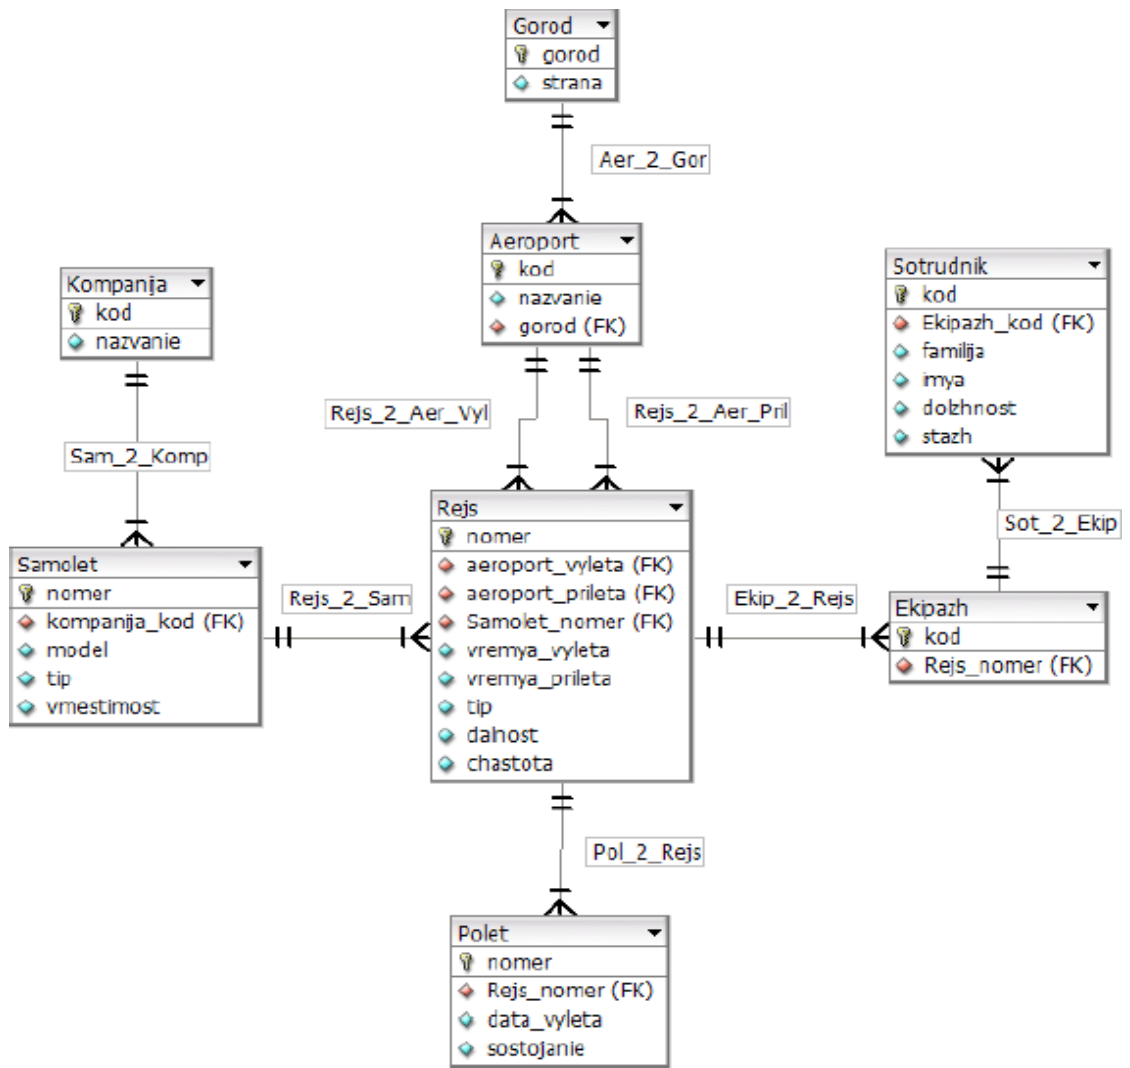 Gorod
gorod
strana
Aer_2_Gor
Aeroport
kod
nazvanie
gorod (FK)
Kompanija
kod
nazvanie
Sotrudnik
kod
Ekipazh_kod (FK)
familija
imya
dolzhnost
stazh
Rejs_2_Aer_Vyl
Rejs_2_Aer_Pril
Sam_2_Komp
Sot_2_Ekip
Samolet
nomer
kompanija_kod (FK)
model
tip
vmestimost
Rejs_2_Sam
Rejs
nomer
aeroport_vyleta (FK)
aeroport_prileta (FK)
Samolet_nomer (FK)
vremya_vyleta
vremya_prileta
tip
dalnost
chastota
Ekip_2_Rejs
Ekipazh
kod
Rejs_nomer (FK)
Pol_2_Rejs
Polet
nomer
Rejs_nomer (FK)
data_vyleta
sostojanie